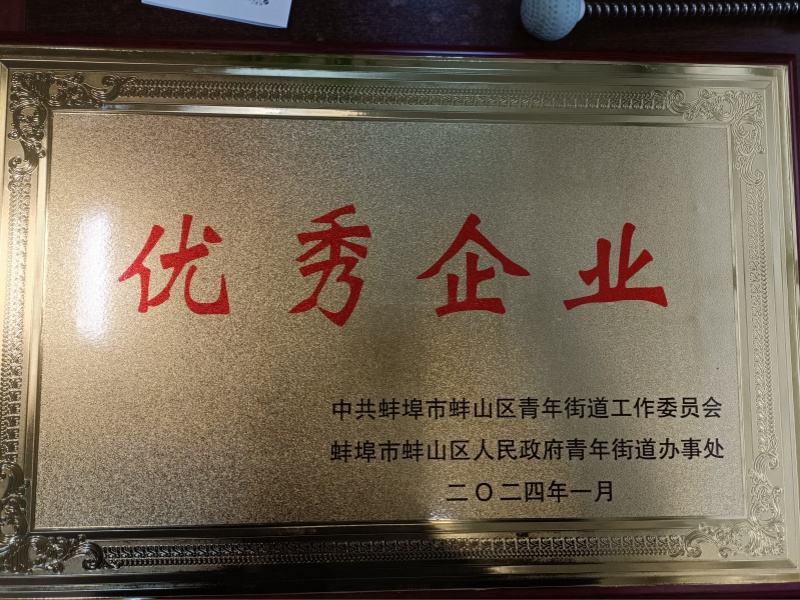 优秀企业
中共蚌埠市蚌山区青年街道工作委员会
蚌埠市蚌山区人民政府青年街道办事处
二〇二四年一月